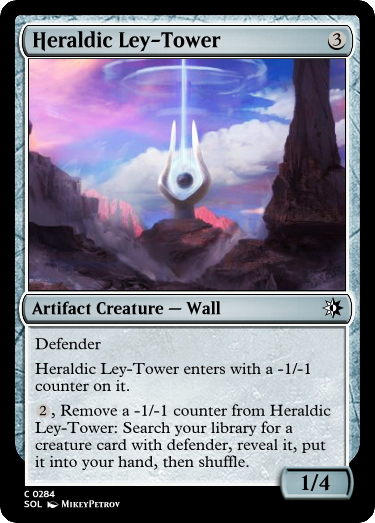 Heraldic Ley-Tower 3
Artifact Creature — Wall
Defender
Heraldic Ley-Tower enters with a -1/-1
counter on it.
2, Remove a -1/-1 counter from Heraldic
Ley-Tower: Search your library for a
creature card with defender, reveal it, put
it into your hand, then shuffle.
1/4
C 0284
SOL MikeyPetrov